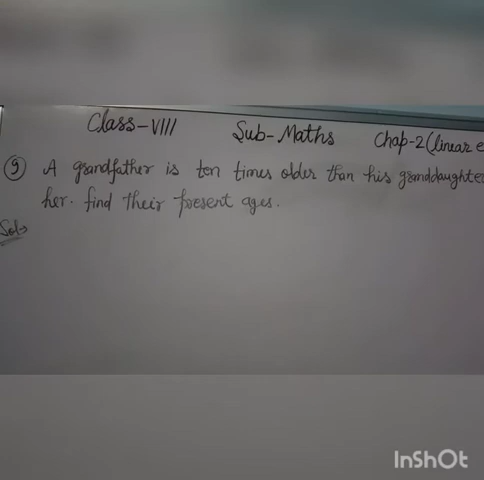 Class-VIII Sub-Maths Chap-2(linear e
9 A grandfather is ten times older than his granddaughte
her. find their present ages.
Sol→
InShOt